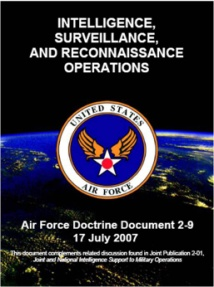 INTELLIGENCE,
SURVEILLANCE,
AND RECONNAISSANCE
OPERATIONS
UNITED STATES
AIR FORCE
Air Force Doctrine Document 2-9
17 July 2007
This document complements related discussion found in Joint Publication 2-01,
Joint and National Intelligence Support to Military Operations